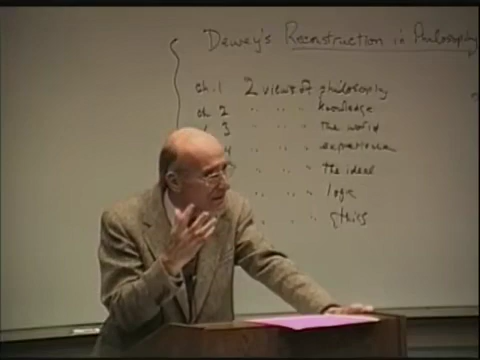 Dewey's Reconstruction in Philosophy
ch. 1 2 views of philosophy
ch 2 " " " knowledge
3 " " " the world
4 " " " experience
" " " the ideal
" " " logic
" " " ethics